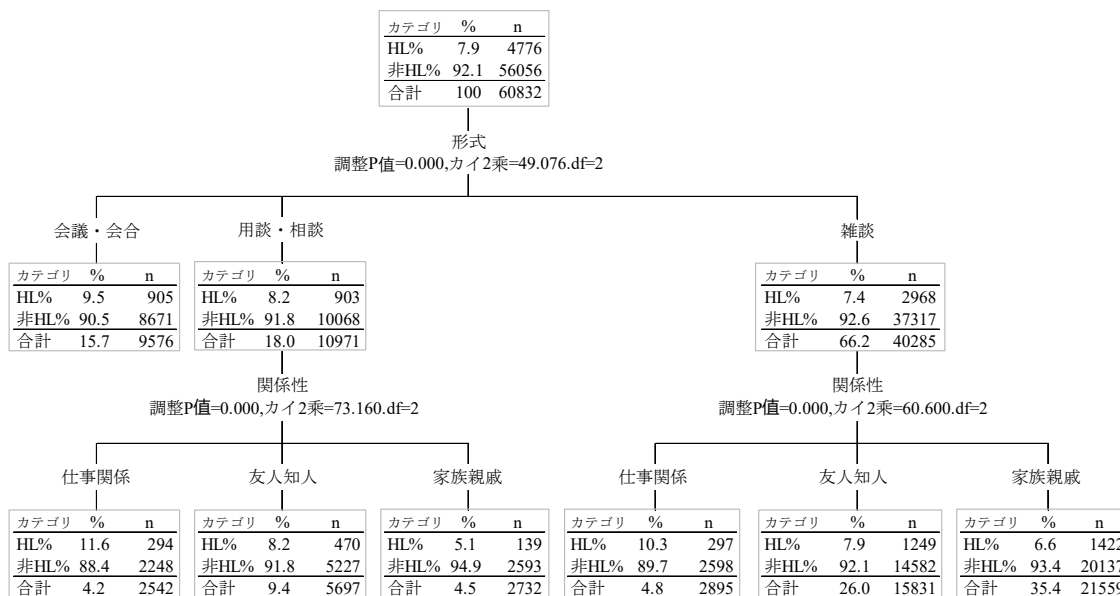 カテゴリ % n
HL% 7.9 4776
非HL% 92.1 56056
合計 100 60832
形式
調整P値=0.000,カイ2乗=49.076.df=2
会議・会合
カテゴリ % n
HL% 9.5 905
非HL% 90.5 8671
合計 15.7 9576
用談・相談
カテゴリ % n
HL% 8.2 903
非HL% 91.8 10068
合計 18.0 10971
雑談
カテゴリ % n
HL% 7.4 2968
非HL% 92.6 37317
合計 66.2 40285
関係性
調整P値=0.000,カイ2乗=73.160.df=2
仕事関係
カテゴリ % n
HL% 11.6 294
非HL% 88.4 2248
合計 4.2 2542
友人知人
カテゴリ % n
HL% 8.2 470
非HL% 91.8 5227
合計 9.4 5697
家族親戚
カテゴリ % n
HL% 5.1 139
非HL% 94.9 2593
合計 4.5 2732
関係性
調整P値=0.000,カイ2乗=60.600.df=2
仕事関係
カテゴリ % n
HL% 10.3 297
非HL% 89.7 2598
合計 4.8 2895
友人知人
カテゴリ % n
HL% 7.9 1249
非HL% 92.1 14582
合計 26.0 15831
家族親戚
カテゴリ % n
HL% 6.6 1422
非HL% 93.4 20137
合計 35.4 21559